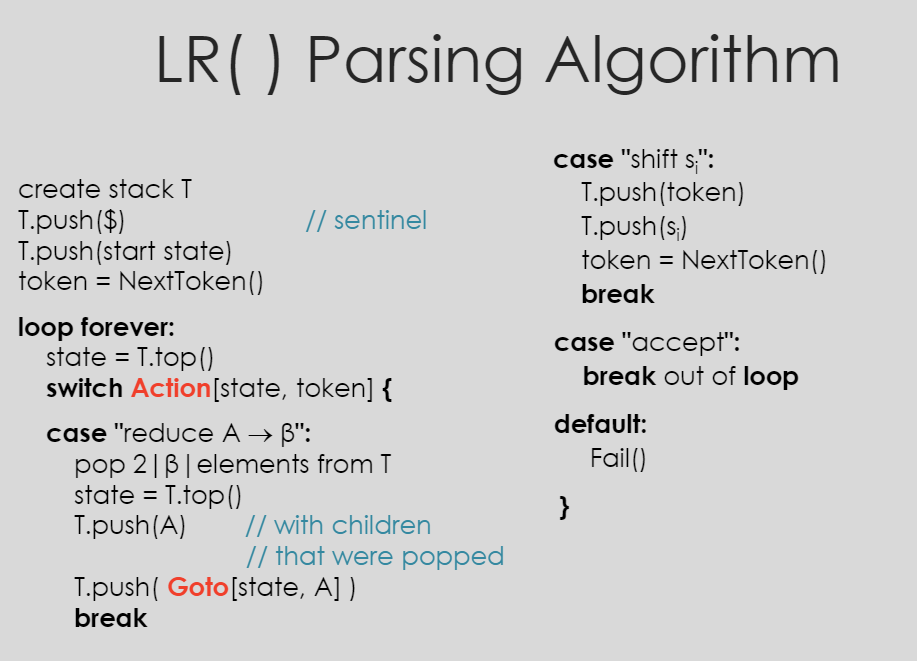 LR( ) Parsing Algorithm
create stack T
T.push($) // sentinel
T.push(start state)
token = NextToken()
loop forever:
state = T.top()
switch Action[state, token] {
case "reduce A → β":
pop 2|β|elements from T
state = T.top()
T.push(A) // with children
// that were popped
T.push( Goto[state, A] )
break
case "shift sᵢ":
T.push(token)
T.push(sᵢ)
token = NextToken()
break
case "accept":
break out of loop
default:
Fail()
}